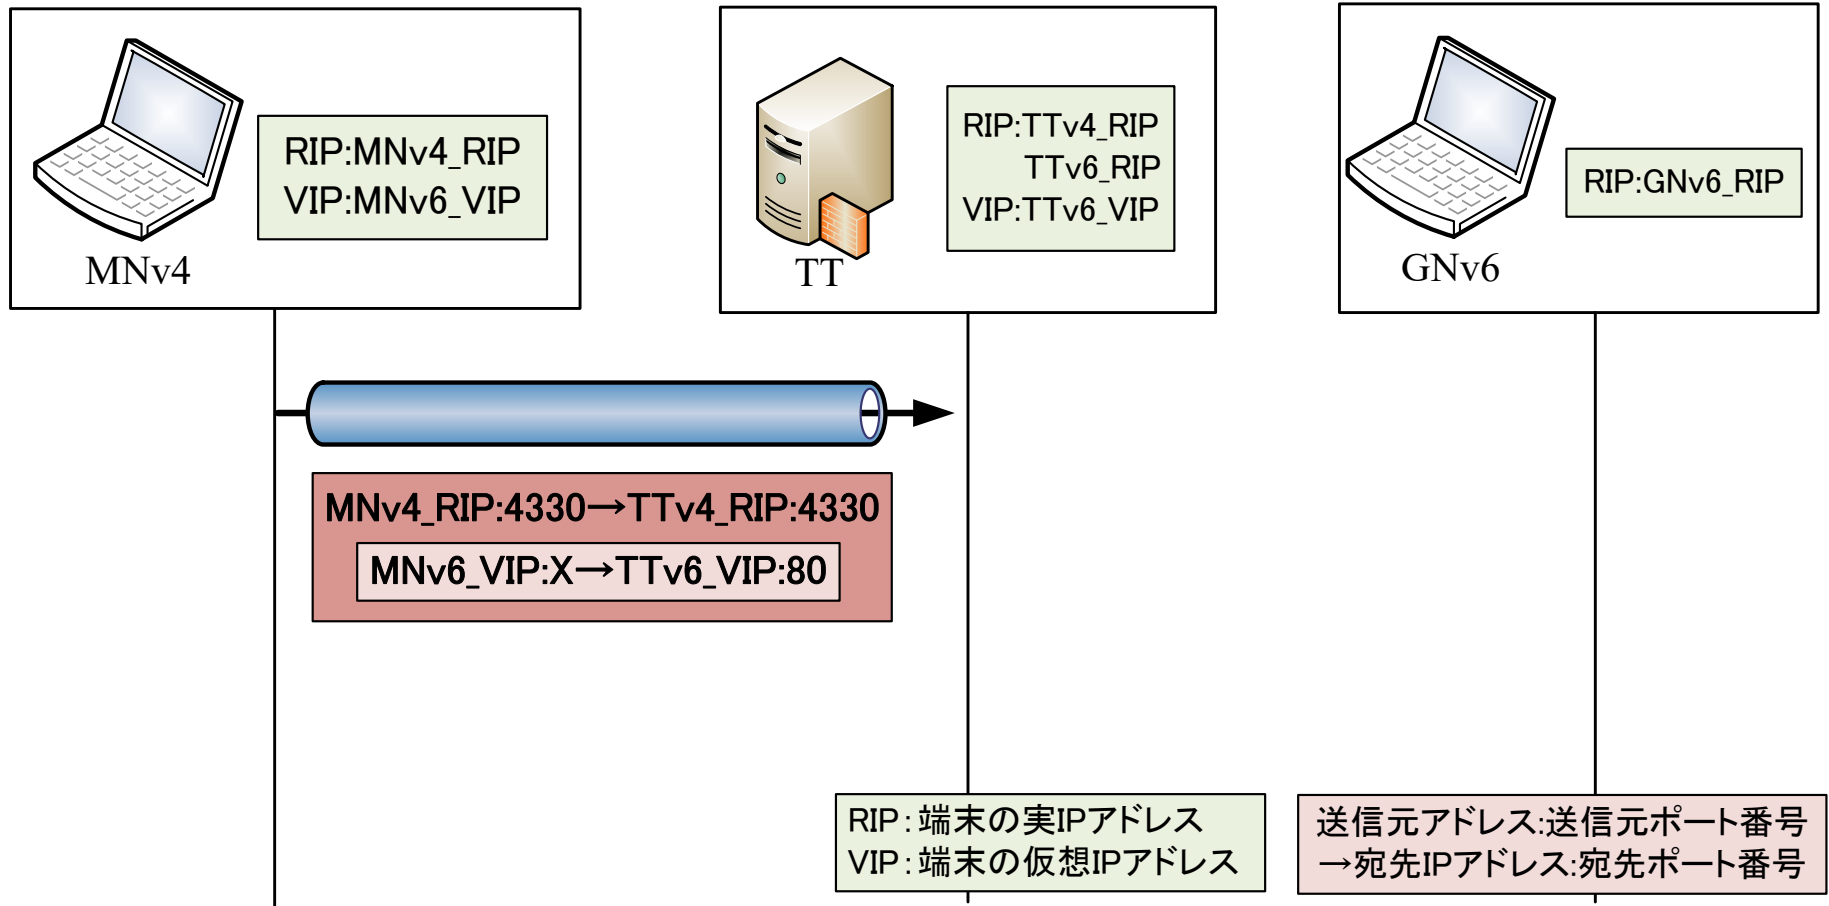 RIP:MNv4_RIP
VIP:MNv6_VIP
MNv4
RIP:TTv4_RIP
TTv6_RIP
VIP:TTv6_VIP
TT
RIP:GNv6_RIP
GNv6
MNv4_RIP:4330→TTv4_RIP:4330
MNv6_VIP:X→TTv6_VIP:80
RIP:端末の実IPアドレス
VIP:端末の仮想IPアドレス
送信元アドレス:送信元ポート番号
→宛先IPアドレス:宛先ポート番号